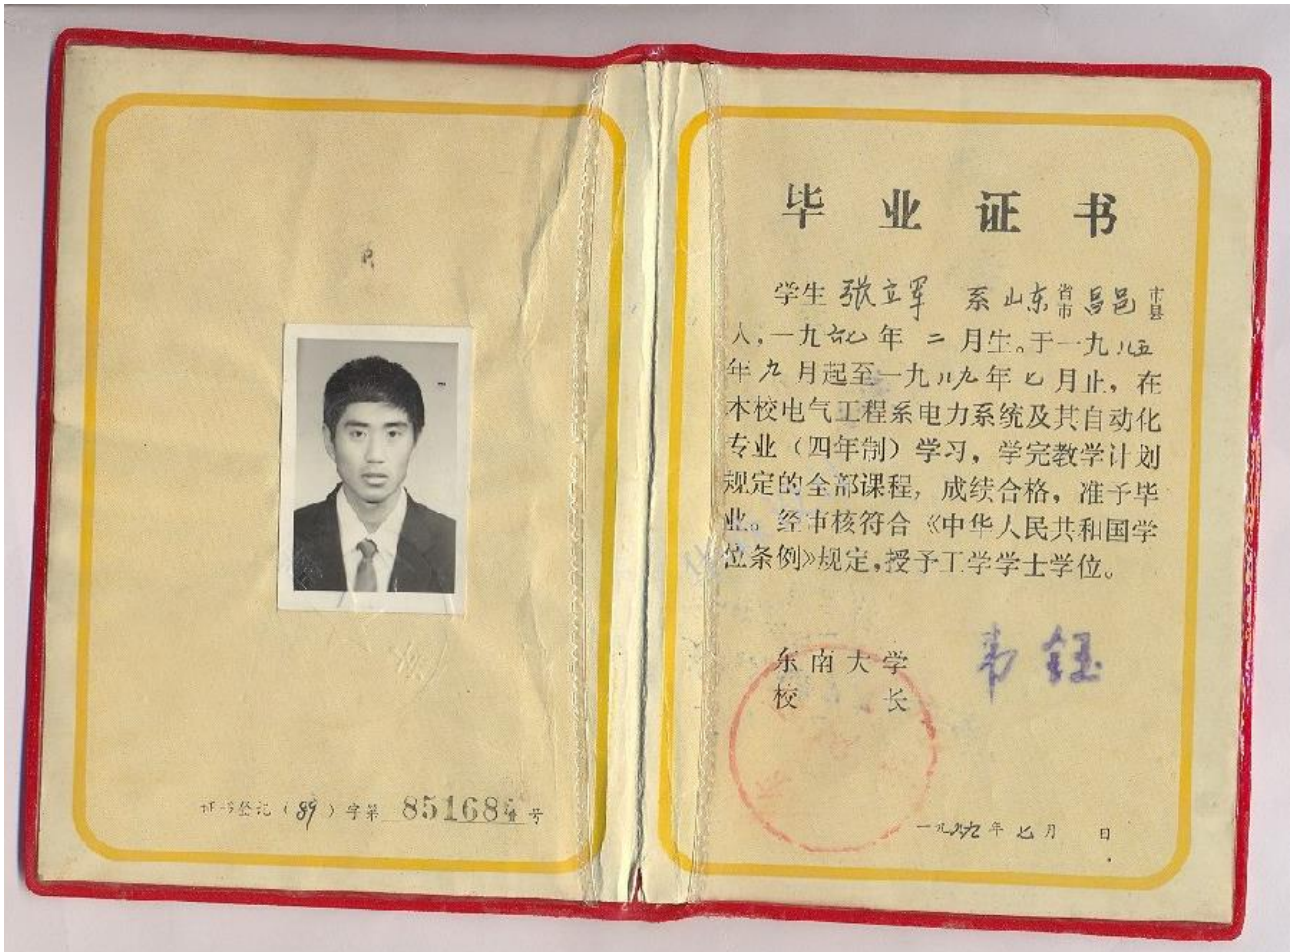 证书登记（89）字第 851684 号
毕业证书
学生 张立军 系 山东 省市 昌邑 市县
人，一九六七年 二 月生。于一九八五
年九月起至一九八九年七月止，在
本校电气工程系电力系统及其自动化
专业（四年制）学习，学完教学计划
规定的全部课程，成绩合格，准予毕
业。经审核符合《中华人民共和国学
位条例》规定，授予工学学士学位。
东南大学
校长 韦钰
一九八九年七月 日